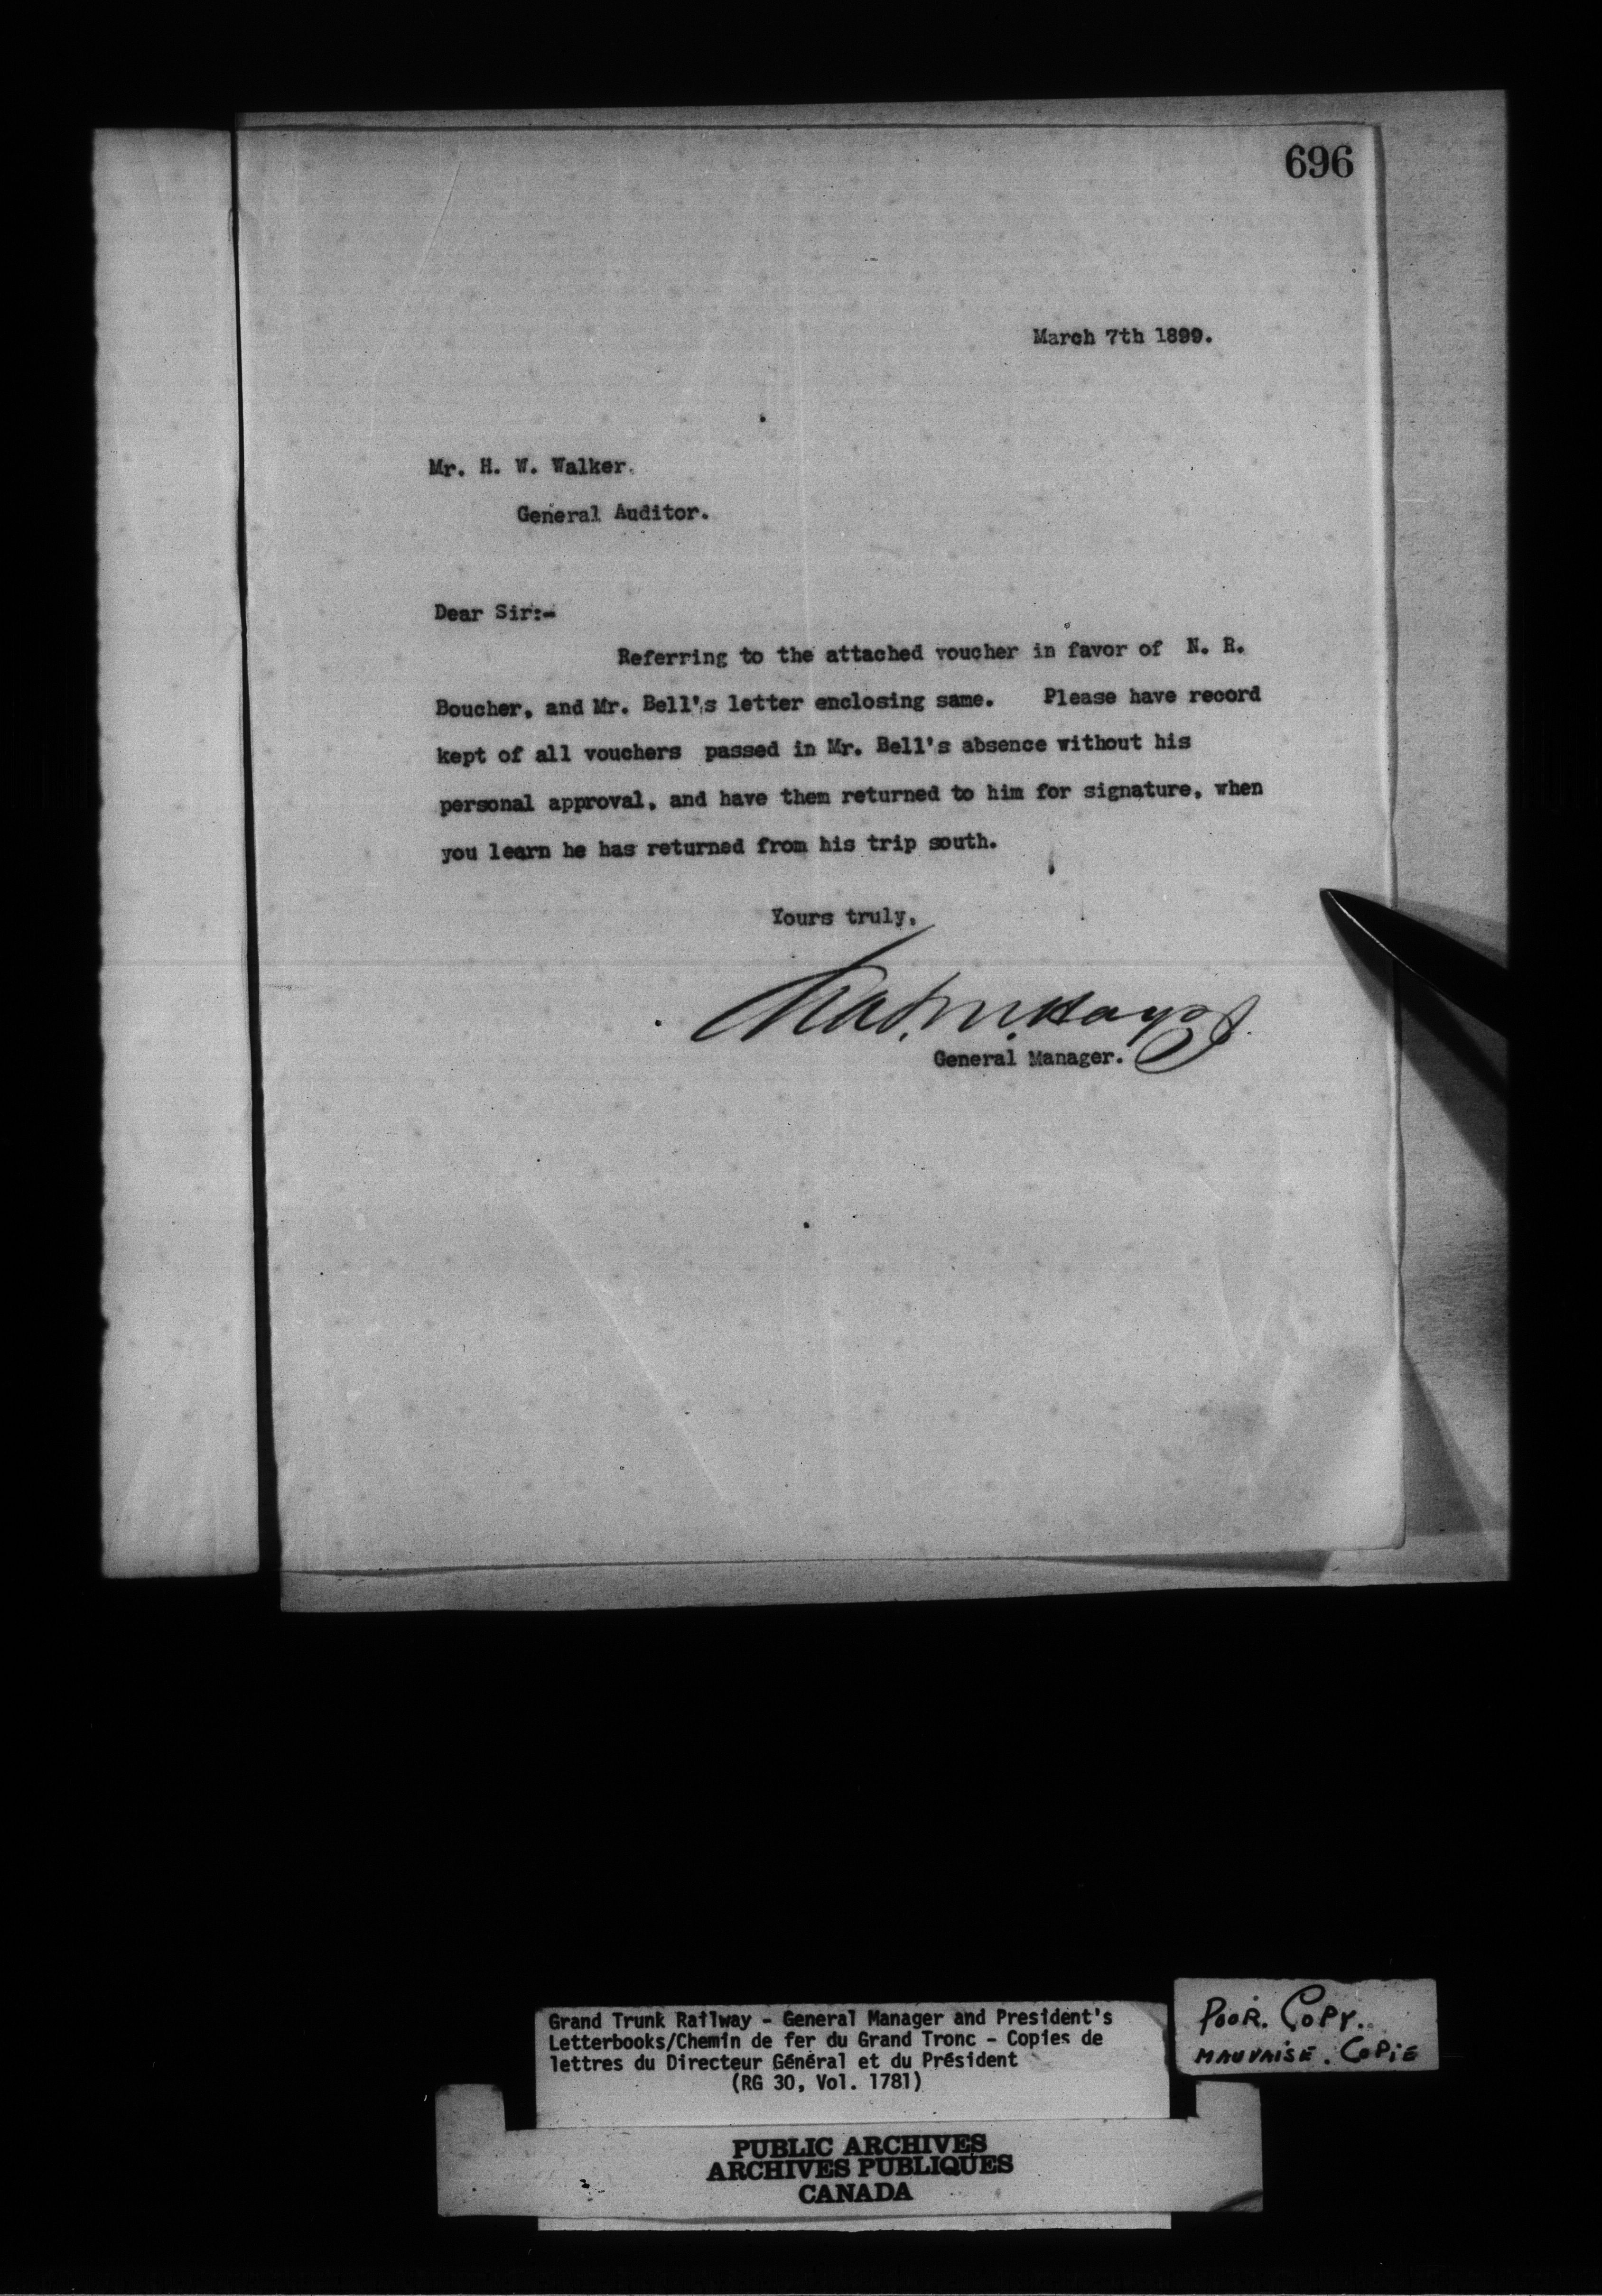 696
March 7th 1899.
Mr. H. W. Walker.
General Auditor.
Dear Sir:-
Referring to the attached voucher in favor of N. R.
Boucher, and Mr. Bell's letter enclosing same. Please have record
kept of all vouchers passed in Mr. Bell's absence without his
personal approval, and have them returned to him for signature, when
you learn he has returned from his trip south.
Yours truly,
Chas. M. Hays
General Manager.
Grand Trunk Railway - General Manager and President's
Letterbooks/Chemin de fer du Grand Tronc - Copies de
lettres du Directeur Général et du Président
(RG 30, Vol. 1781)
POOR. COPY.
MAUVAISE. COPIE
PUBLIC ARCHIVES
ARCHIVES PUBLIQUES
CANADA